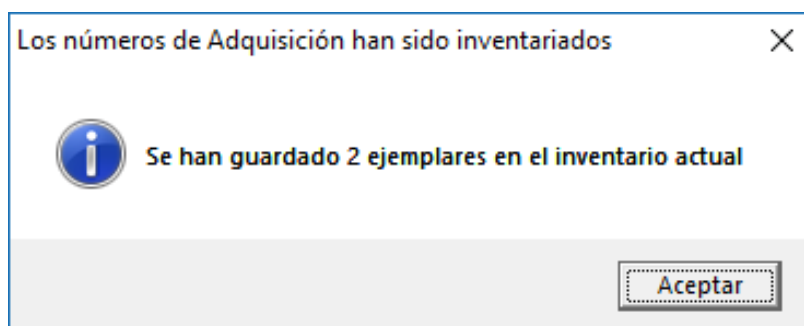 Los números de Adquisición han sido inventariados
Se han guardado 2 ejemplares en el inventario actual
Aceptar